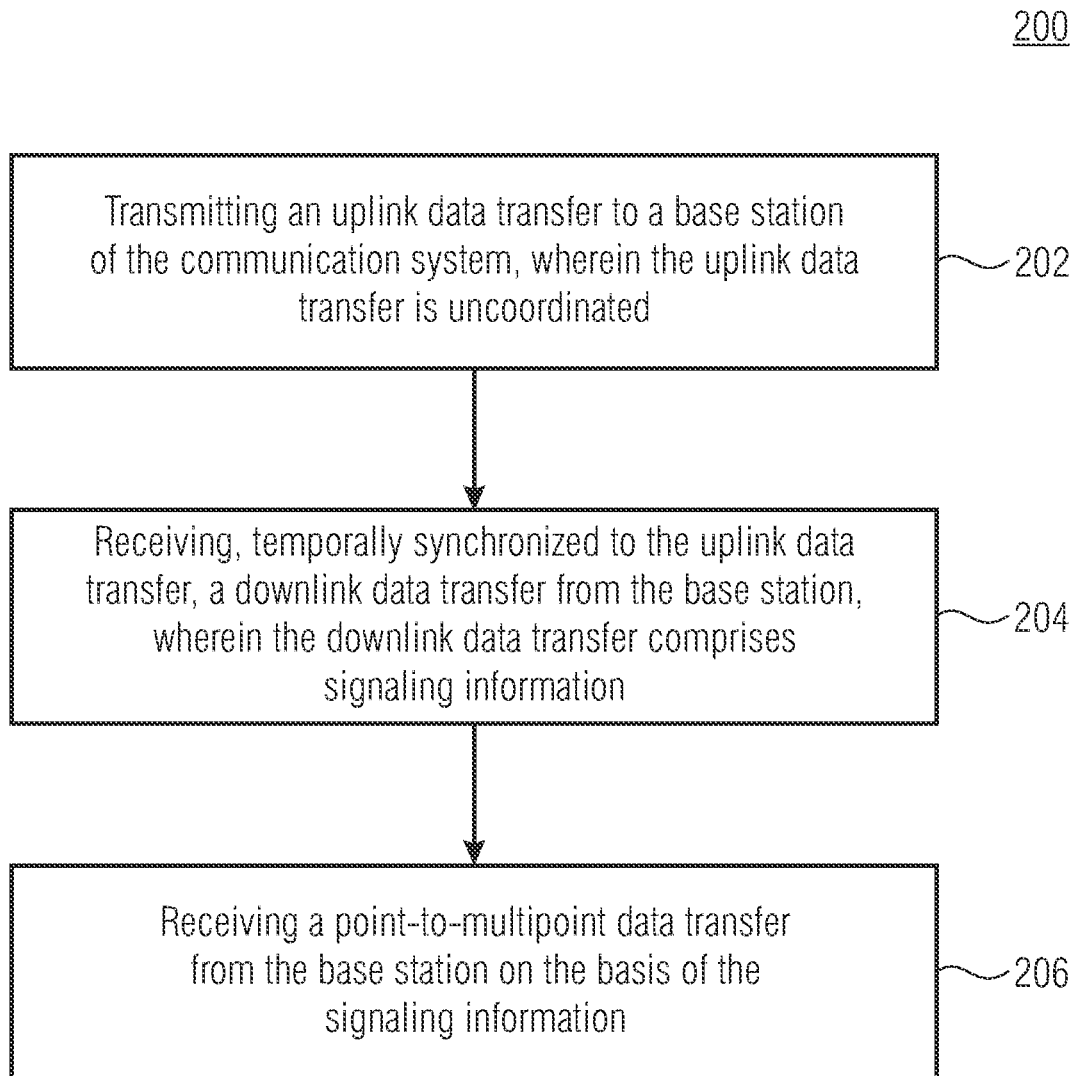 200
Transmitting an uplink data transfer to a base station
of the communication system, wherein the uplink data
transfer is uncoordinated
202
Receiving, temporally synchronized to the uplink data
transfer, a downlink data transfer from the base station,
wherein the downlink data transfer comprises
signaling information
204
Receiving a point-to-multipoint data transfer
from the base station on the basis of the
signaling information
206